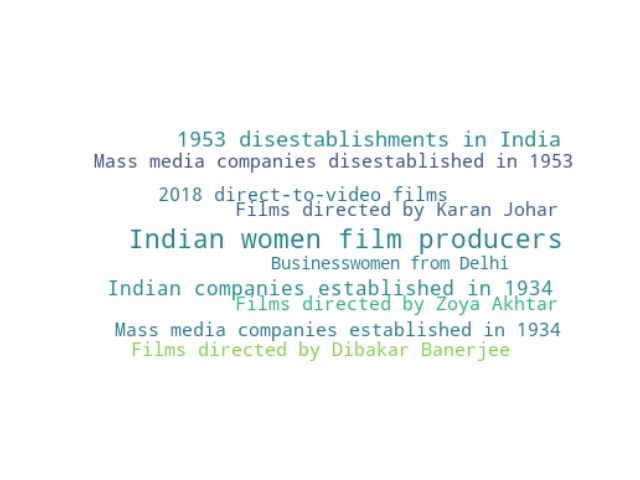 1953 disestablishments in India
Mass media companies disestablished in 1953
2018 direct-to-video films
Films directed by Karan Johar
Indian women film producers
Businesswomen from Delhi
Indian companies established in 1934
Films directed by Zoya Akhtar
Mass media companies established in 1934
Films directed by Dibakar Banerjee